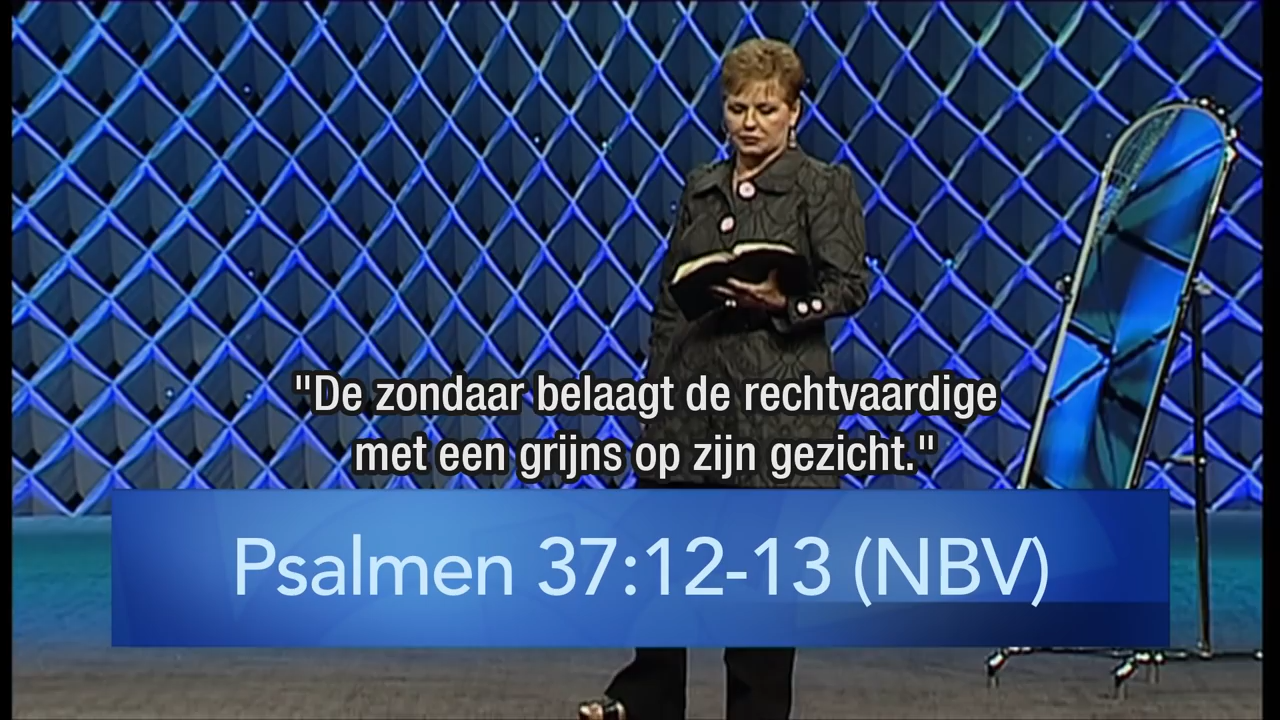 "De zondaar belaagt de rechtvaardige
met een grijns op zijn gezicht."
Psalmen 37:12-13 (NBV)